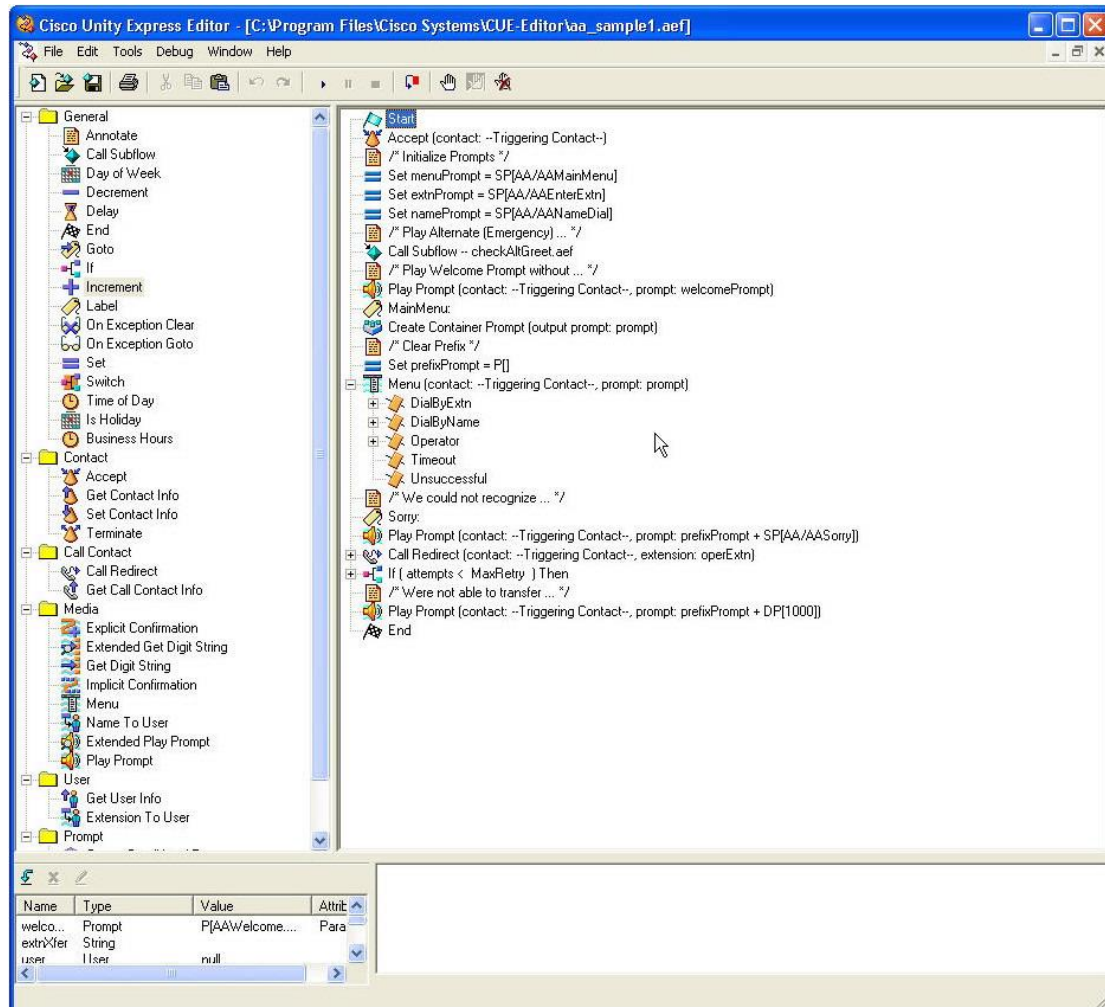 Cisco Unity Express Editor - [C:\Program Files\Cisco Systems\CUE-Editor\aa_sample1.aef]
File Edit Tools Debug Window Help
General
Annotate
Call Subflow
Day of Week
Decrement
Delay
End
Goto
If
Increment
Label
On Exception Clear
On Exception Goto
Set
Switch
Time of Day
Is Holiday
Business Hours
Contact
Accept
Get Contact Info
Set Contact Info
Terminate
Call Contact
Call Redirect
Get Call Contact Info
Media
Explicit Confirmation
Extended Get Digit String
Get Digit String
Implicit Confirmation
Menu
Name To User
Extended Play Prompt
Play Prompt
User
Get User Info
Extension To User
Prompt
Start
Accept (contact: --Triggering Contact--)
/* Initialize Prompts */
Set menuPrompt = SP[AA/AAMainMenu]
Set extnPrompt = SP[AA/AAEnterExtn]
Set namePrompt = SP[AA/AANameDial]
/* Play Alternate (Emergency) ... */
Call Subflow -- checkAltGreet.aef
/* Play Welcome Prompt without ... */
Play Prompt (contact: --Triggering Contact--, prompt: welcomePrompt)
MainMenu:
Create Container Prompt (output prompt: prompt)
/* Clear Prefix */
Set prefixPrompt = P[]
Menu (contact: --Triggering Contact--, prompt: prompt)
DialByExtn
DialByName
Operator
Timeout
Unsuccessful
/* We could not recognize ... */
Sorry:
Play Prompt (contact: --Triggering Contact--, prompt: prefixPrompt + SP[AA/AASorry])
Call Redirect (contact: --Triggering Contact--, extension: operExtn)
If ( attempts < MaxRetry ) Then
/* Were not able to transfer ... */
Play Prompt (contact: --Triggering Contact--, prompt: prefixPrompt + DP[1000])
End
Name Type Value Attrib
welco... Prompt P[AAWelcome.... Para
extnXfer String
user User null